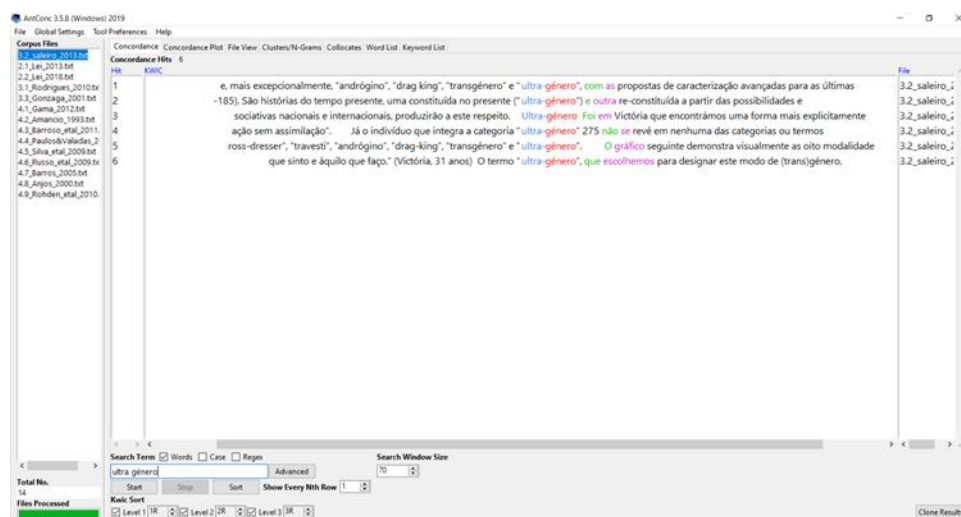 AntConc 3.5.8 (Windows) 2019
File Global Settings Tool Preferences Help
Corpus Files
3.2_saleiro_2013.txt
2.1_Lei_2013.txt
2.2_Lei_2018.txt
3.1_Rodrigues_2010.tx
3.3_Gonzaga_2001.txt
4.1_Gama_2012.txt
4.2_Amancio_1993.txt
4.3_Barroso_etal_2011.
4.4_Paulos&Valadas_2
4.5_Silva_etal_2009.txt
4.6_Russo_etal_2009.tx
4.7_Barros_2005.txt
4.8_Anjos_2000.txt
4.9_Rohden_etal_2010.
Total No.
14
Files Processed
Concordance Concordance Plot File View Clusters/N-Grams Collocates Word List Keyword List
Concordance Hits 6
Hit KWIC File
1 e, mais excepcionalmente, "andrógino", "drag king", "transgénero" e "ultra-género", com as propostas de caracterização avançadas para as últimas 3.2_saleiro_2
2 -185). São histórias do tempo presente, uma constituída no presente ("ultra-género") e outra re-constituída a partir das possibilidades e 3.2_saleiro_2
3 sociativas nacionais e internacionais, produzirão a este respeito. Ultra-género Foi em Victória que encontrámos uma forma mais explicitamente 3.2_saleiro_2
4 ação sem assimilação". Já o indivíduo que integra a categoria "ultra-género" 275 não se revê em nenhuma das categorias ou termos 3.2_saleiro_2
5 ross-dresser", "travesti", "andrógino", "drag-king", "transgénero" e "ultra-género". O gráfico seguinte demonstra visualmente as oito modalidade 3.2_saleiro_2
6 que sinto e àquilo que faço." (Victória, 31 anos) O termo "ultra-género", que escolhemos para designar este modo de (trans)género, 3.2_saleiro_2
Search Term Words Case Regex Search Window Size
ultra género Advanced 70
Start Stop Sort Show Every Nth Row 1
Kwic Sort
Level 1 1R Level 2 2R Level 3 3R Clone Results